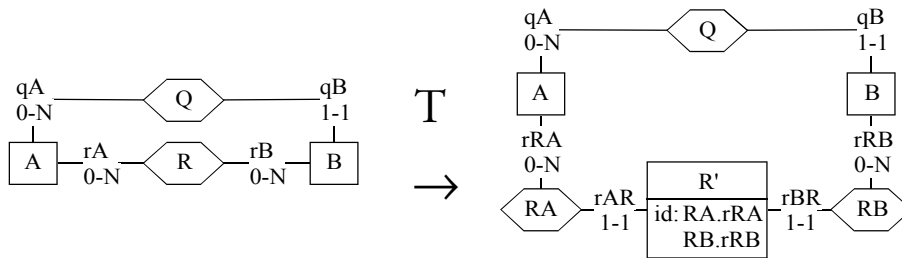 qA Q qB
0-N 1-1
A rA R rB B
0-N 0-N
T
→
qA Q qB
0-N 1-1
A B
rRA rRB
0-N 0-N
R'
RA rAR id: RA.rRA rBR RB
1-1 RB.rRB 1-1